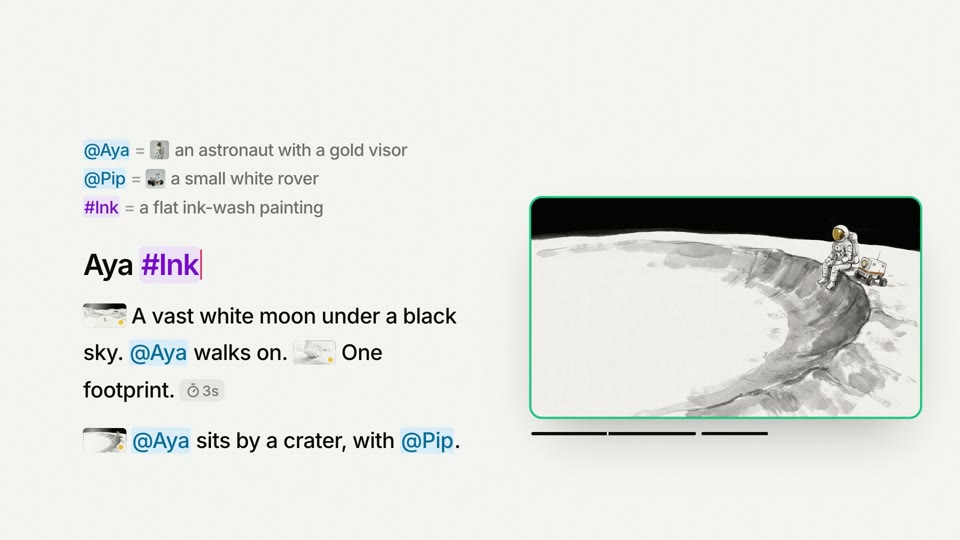 @Aya = an astronaut with a gold visor
@Pip = a small white rover
#Ink = a flat ink-wash painting
Aya #Ink
A vast white moon under a black
sky. @Aya walks on. One
footprint. 3s
@Aya sits by a crater, with @Pip.